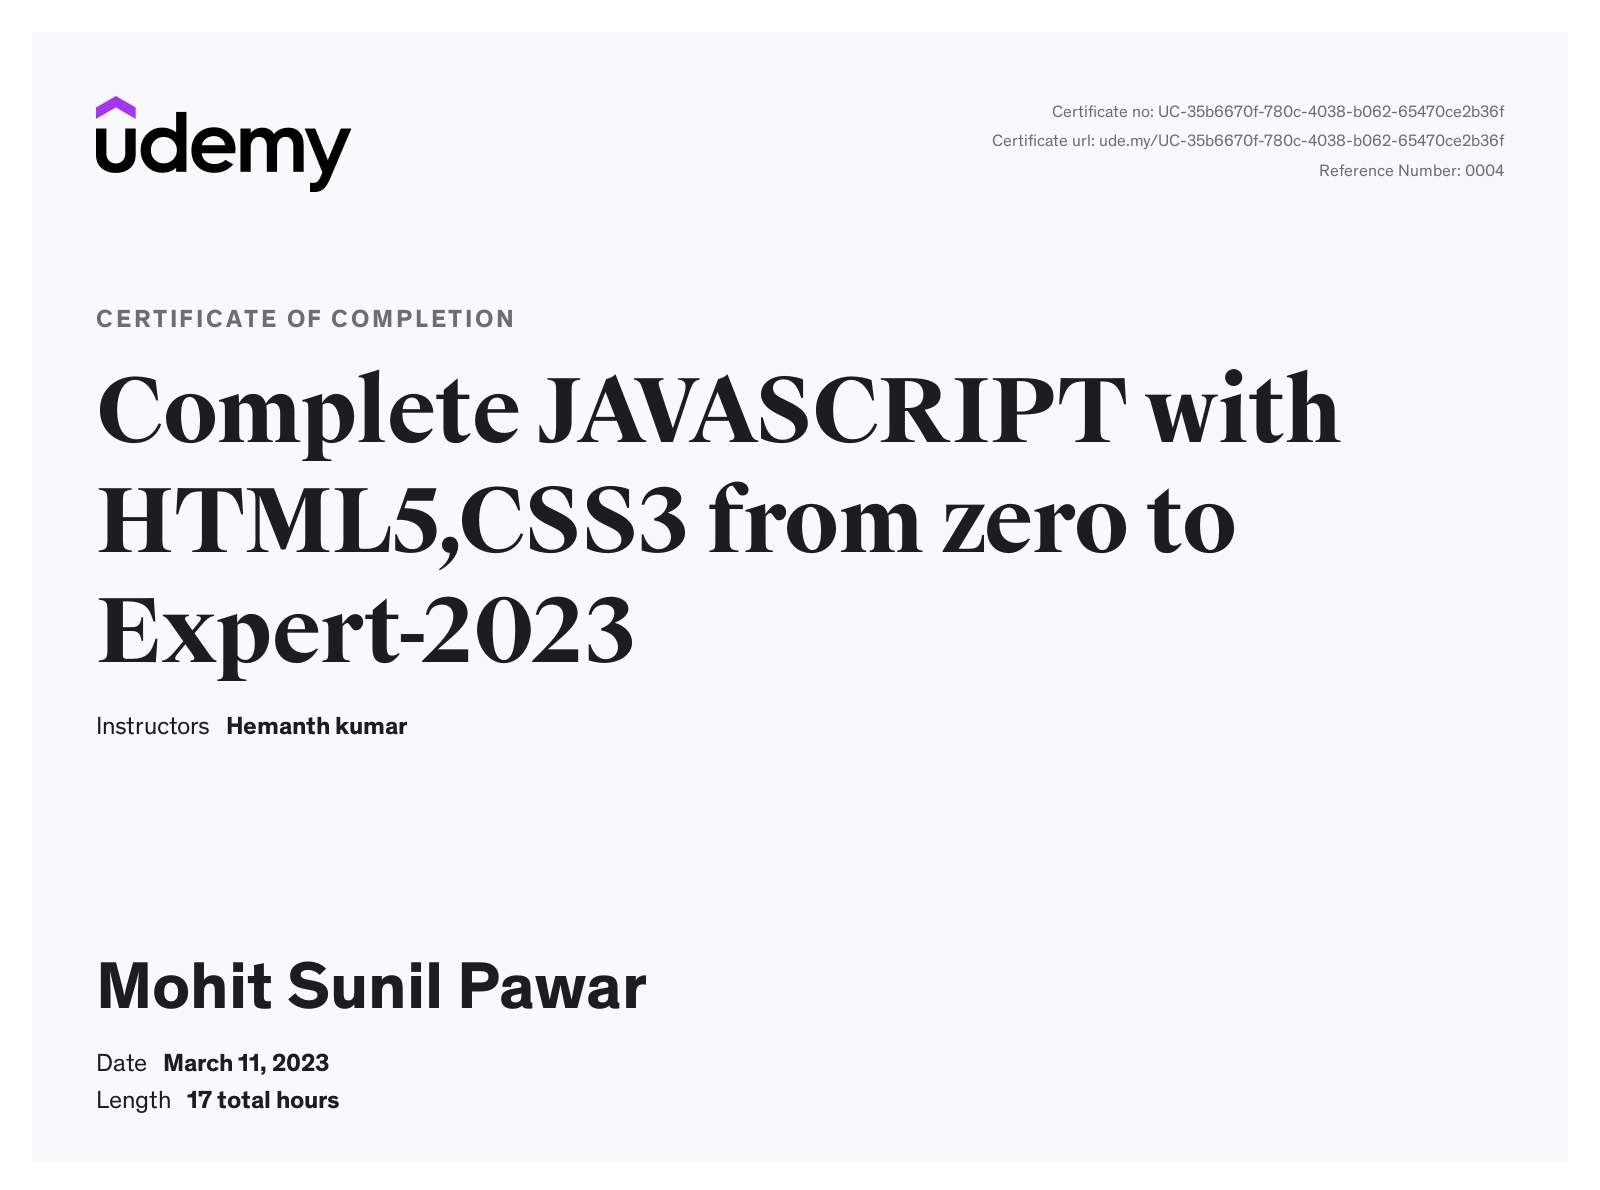 udemy
Certificate no: UC-35b6670f-780c-4038-b062-65470ce2b36f
Certificate url: ude.my/UC-35b6670f-780c-4038-b062-65470ce2b36f
Reference Number: 0004
CERTIFICATE OF COMPLETION
Complete JAVASCRIPT with
HTML5,CSS3 from zero to
Expert-2023
Instructors Hemanth kumar
Mohit Sunil Pawar
Date March 11, 2023
Length 17 total hours